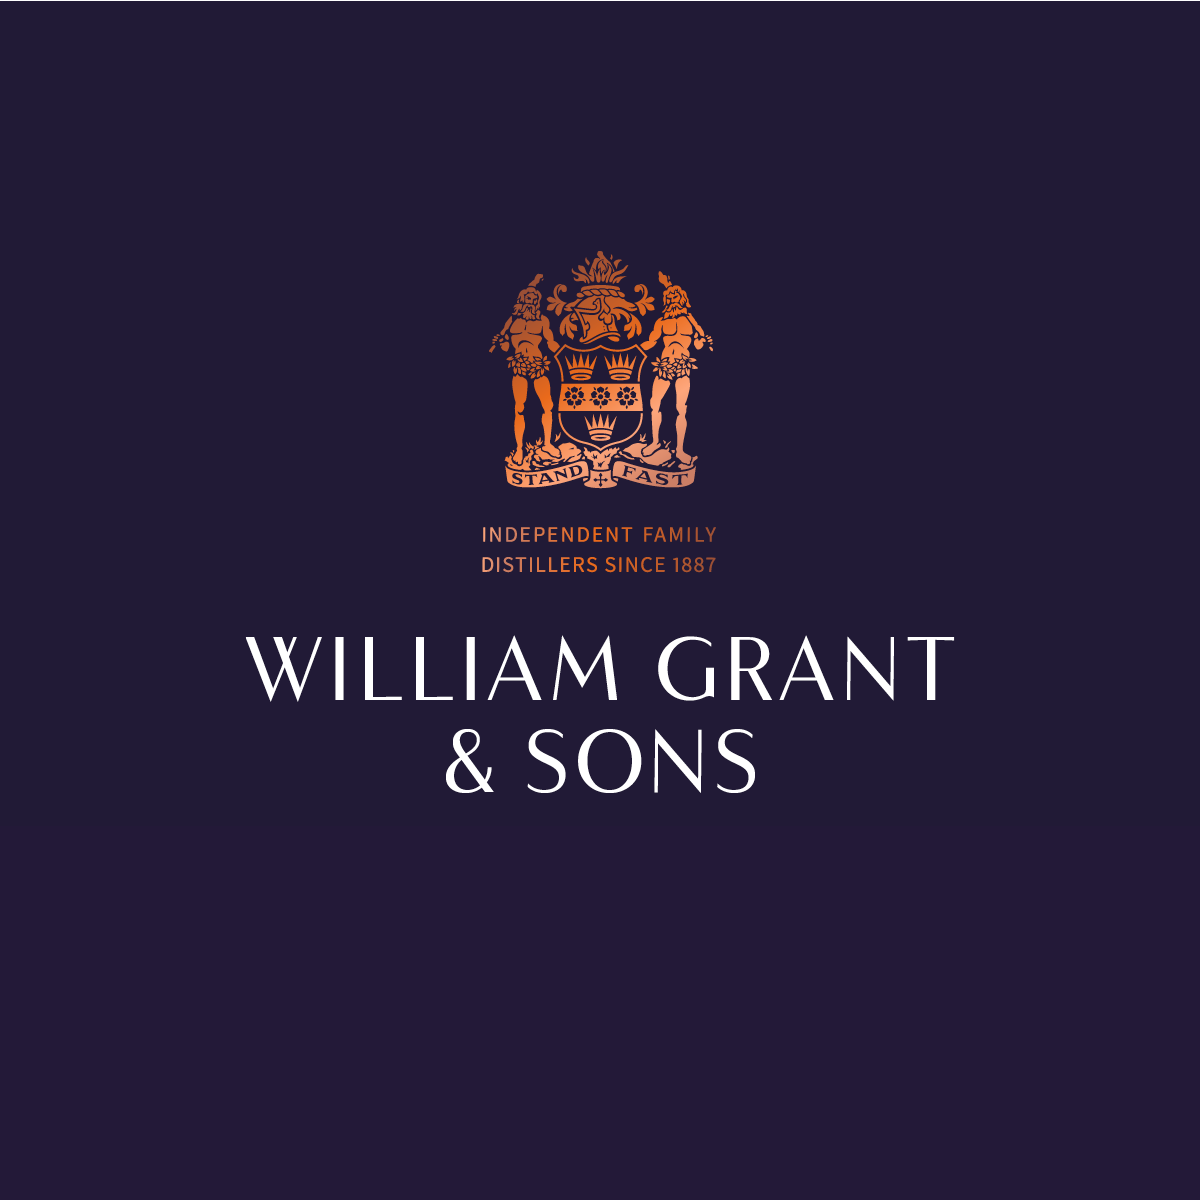 STAND FAST
INDEPENDENT FAMILY
DISTILLERS SINCE 1887
WILLIAM GRANT
& SONS